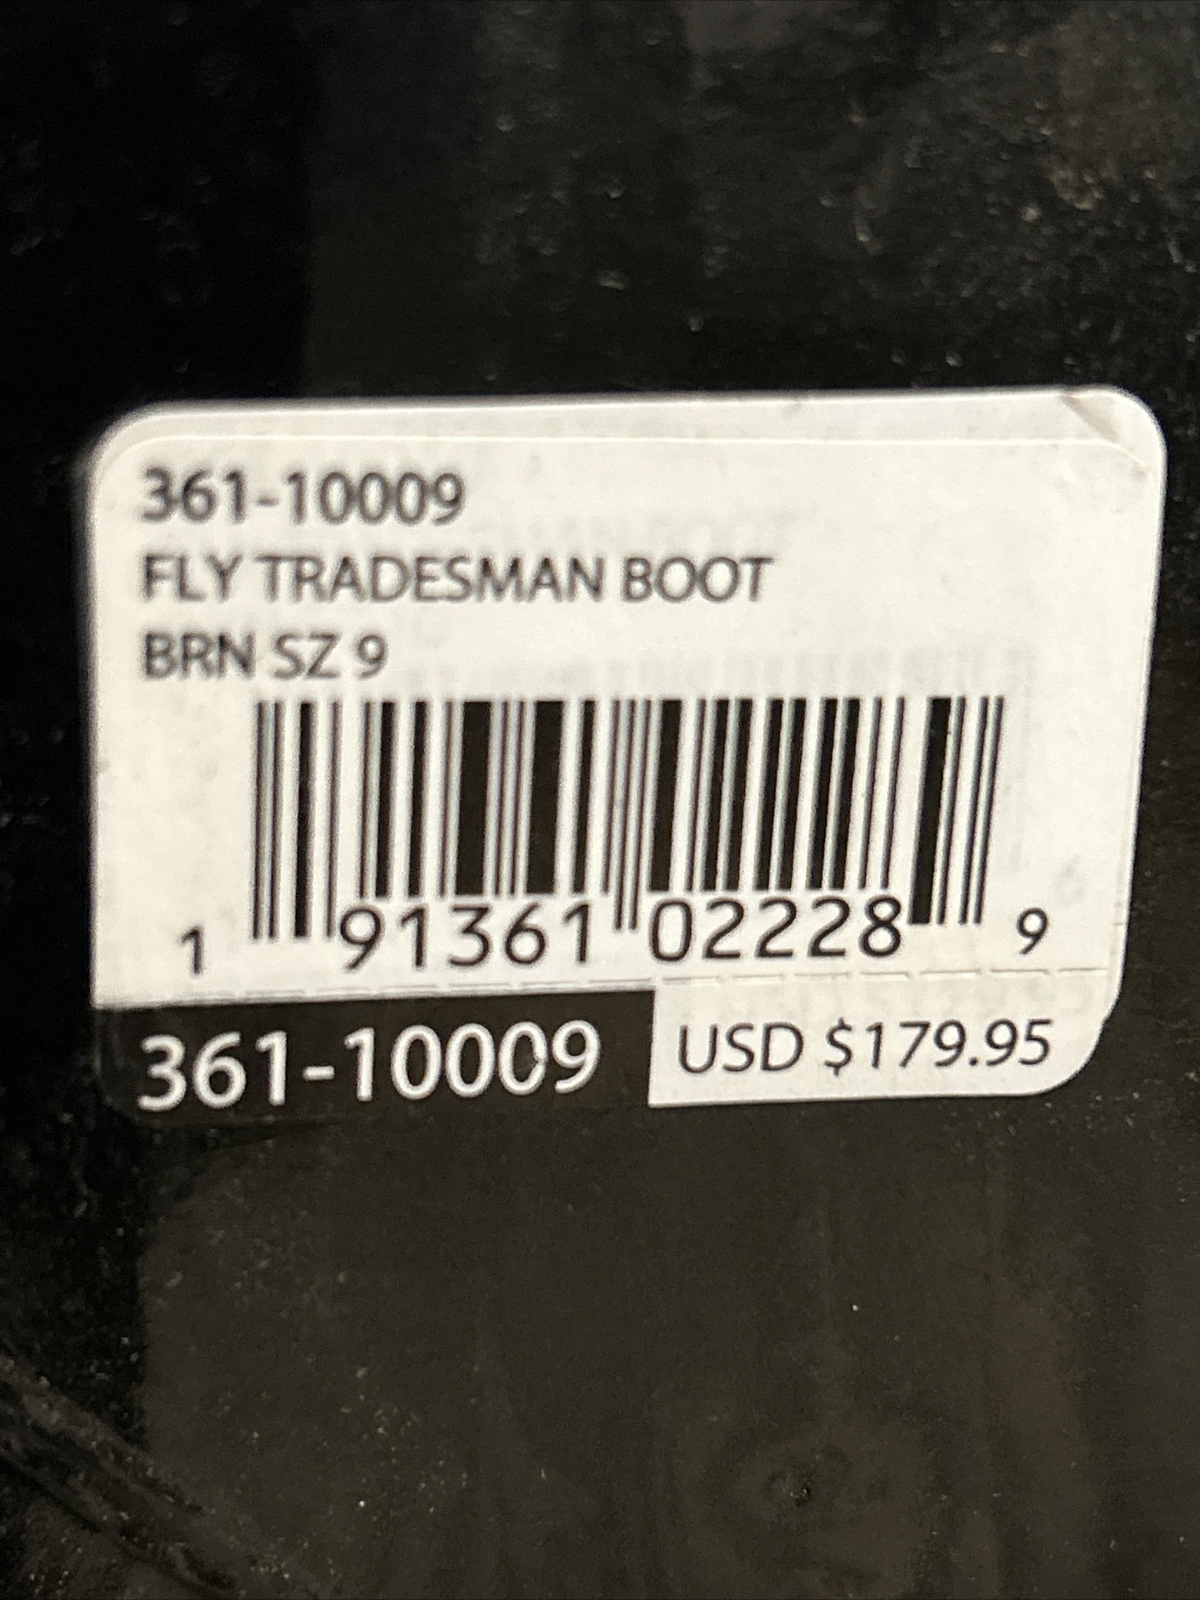 361-10009
FLY TRADESMAN BOOT
BRN SZ 9
1 91361 02228 9
361-10009 USD $179.95